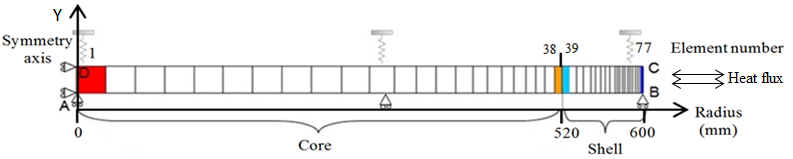 Y
Symmetry
axis
1
38
39
77
Element number
D
C
A
B
Heat flux
Radius
(mm)
0
520
600
Core
Shell